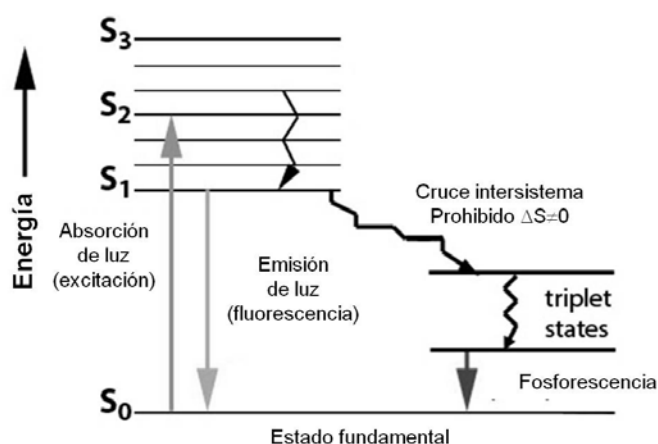 S3
S2
S1
Energía
Absorción
de luz
(excitación)
Emisión
de luz
(fluorescencia)
Cruce intersistema
Prohibido ΔS≠0
triplet
states
Fosforescencia
S0
Estado fundamental